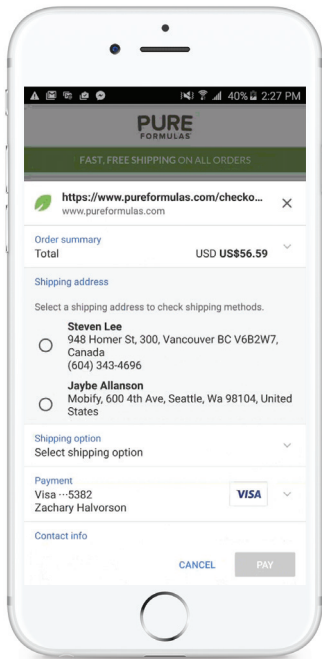 40% 2:27 PM
PURE
FORMULAS
FAST, FREE SHIPPING ON ALL ORDERS
https://www.pureformulas.com/checko...
www.pureformulas.com
Order summary
Total USD US$56.59
Shipping address
Select a shipping address to check shipping methods.
Steven Lee
948 Homer St, 300, Vancouver BC V6B2W7,
Canada
(604) 343-4696
Jaybe Allanson
Mobify, 600 4th Ave, Seattle, Wa 98104, United
States
Shipping option
Select shipping option
Payment
Visa ···5382
VISA
Zachary Halvorson
Contact info
CANCEL PAY